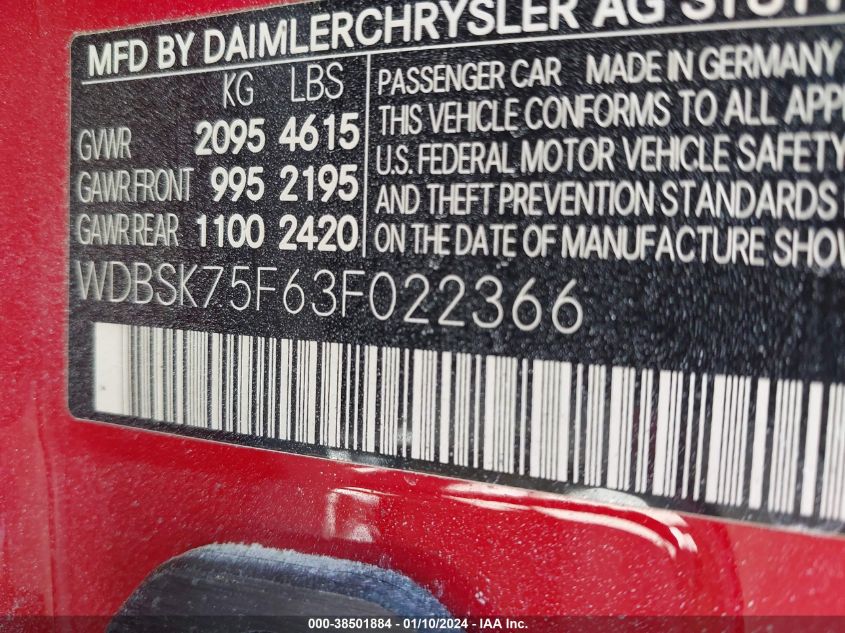 MFD BY DAIMLERCHRYSLER AG
KG LBS
GVWR 2095 4615
GAWR FRONT 995 2195
GAWR REAR 1100 2420
PASSENGER CAR MADE IN GERMANY
THIS VEHICLE CONFORMS TO ALL
U.S. FEDERAL MOTOR VEHICLE SAFETY
AND THEFT PREVENTION STANDARDS
ON THE DATE OF MANUFACTURE
WDBSK75F63F022366
000-38501884 - 01/10/2024 - IAA Inc.